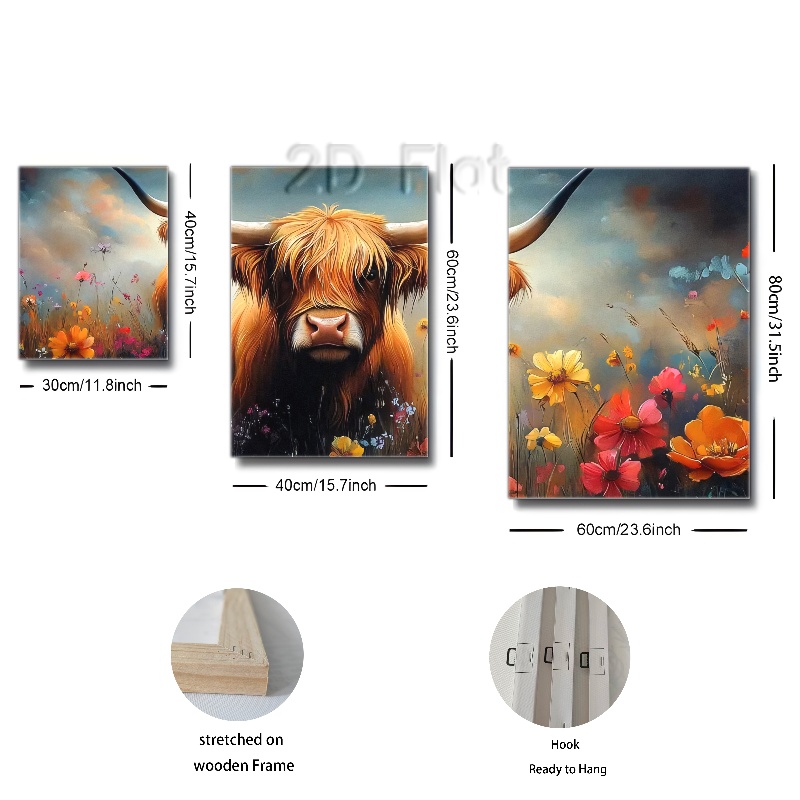 2D Flat
40cm/15.7inch
30cm/11.8inch
60cm/23.6inch
40cm/15.7inch
80cm/31.5inch
60cm/23.6inch
stretched on
wooden Frame
Hook
Ready to Hang